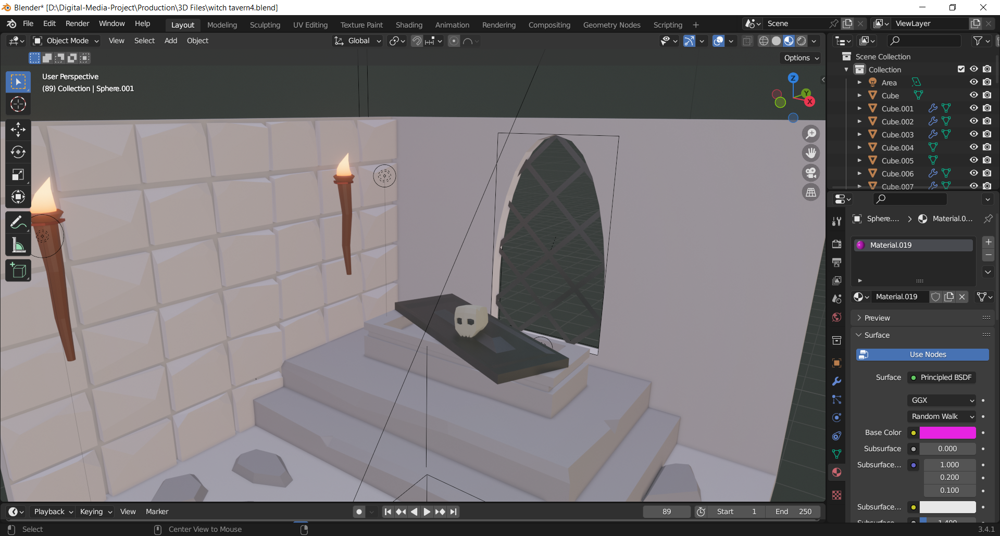 Blender* [D:\Digital-Media-Project\Production\3D Files\witch tavern4.blend]
File Edit Render Window Help Layout Modeling Sculpting UV Editing Texture Paint Shading Animation Rendering Compositing Geometry Nodes Scripting + Scene ViewLayer
Object Mode View Select Add Object Global
Options
User Perspective
(89) Collection | Sphere.001
Z
Y
X
Scene Collection
Collection
Area
Cube
Cube.001
Cube.002
Cube.003
Cube.004
Cube.005
Cube.006
Cube.007
Sphere.... > Material.0...
Material.019
Material.019
Preview
Surface
Use Nodes
Surface Principled BSDF
GGX
Random Walk
Base Color
Subsurface 0.000
Subsurface... 1.000
0.200
0.100
Subsurface...
Subsurface... 1.400
Playback Keying View Marker 89 Start 1 End 250
Select Center View to Mouse 3.4.1